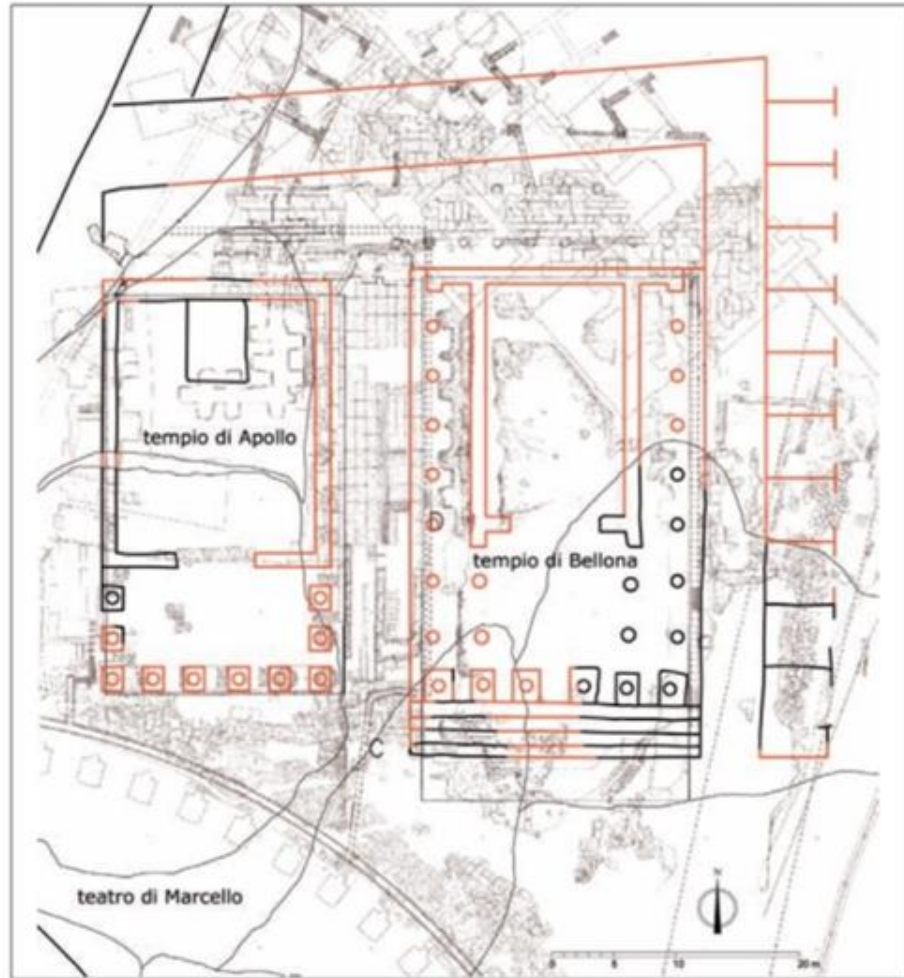 tempio di Apollo
tempio di Bellona
C
teatro di Marcello
N
0 5 10 20 m